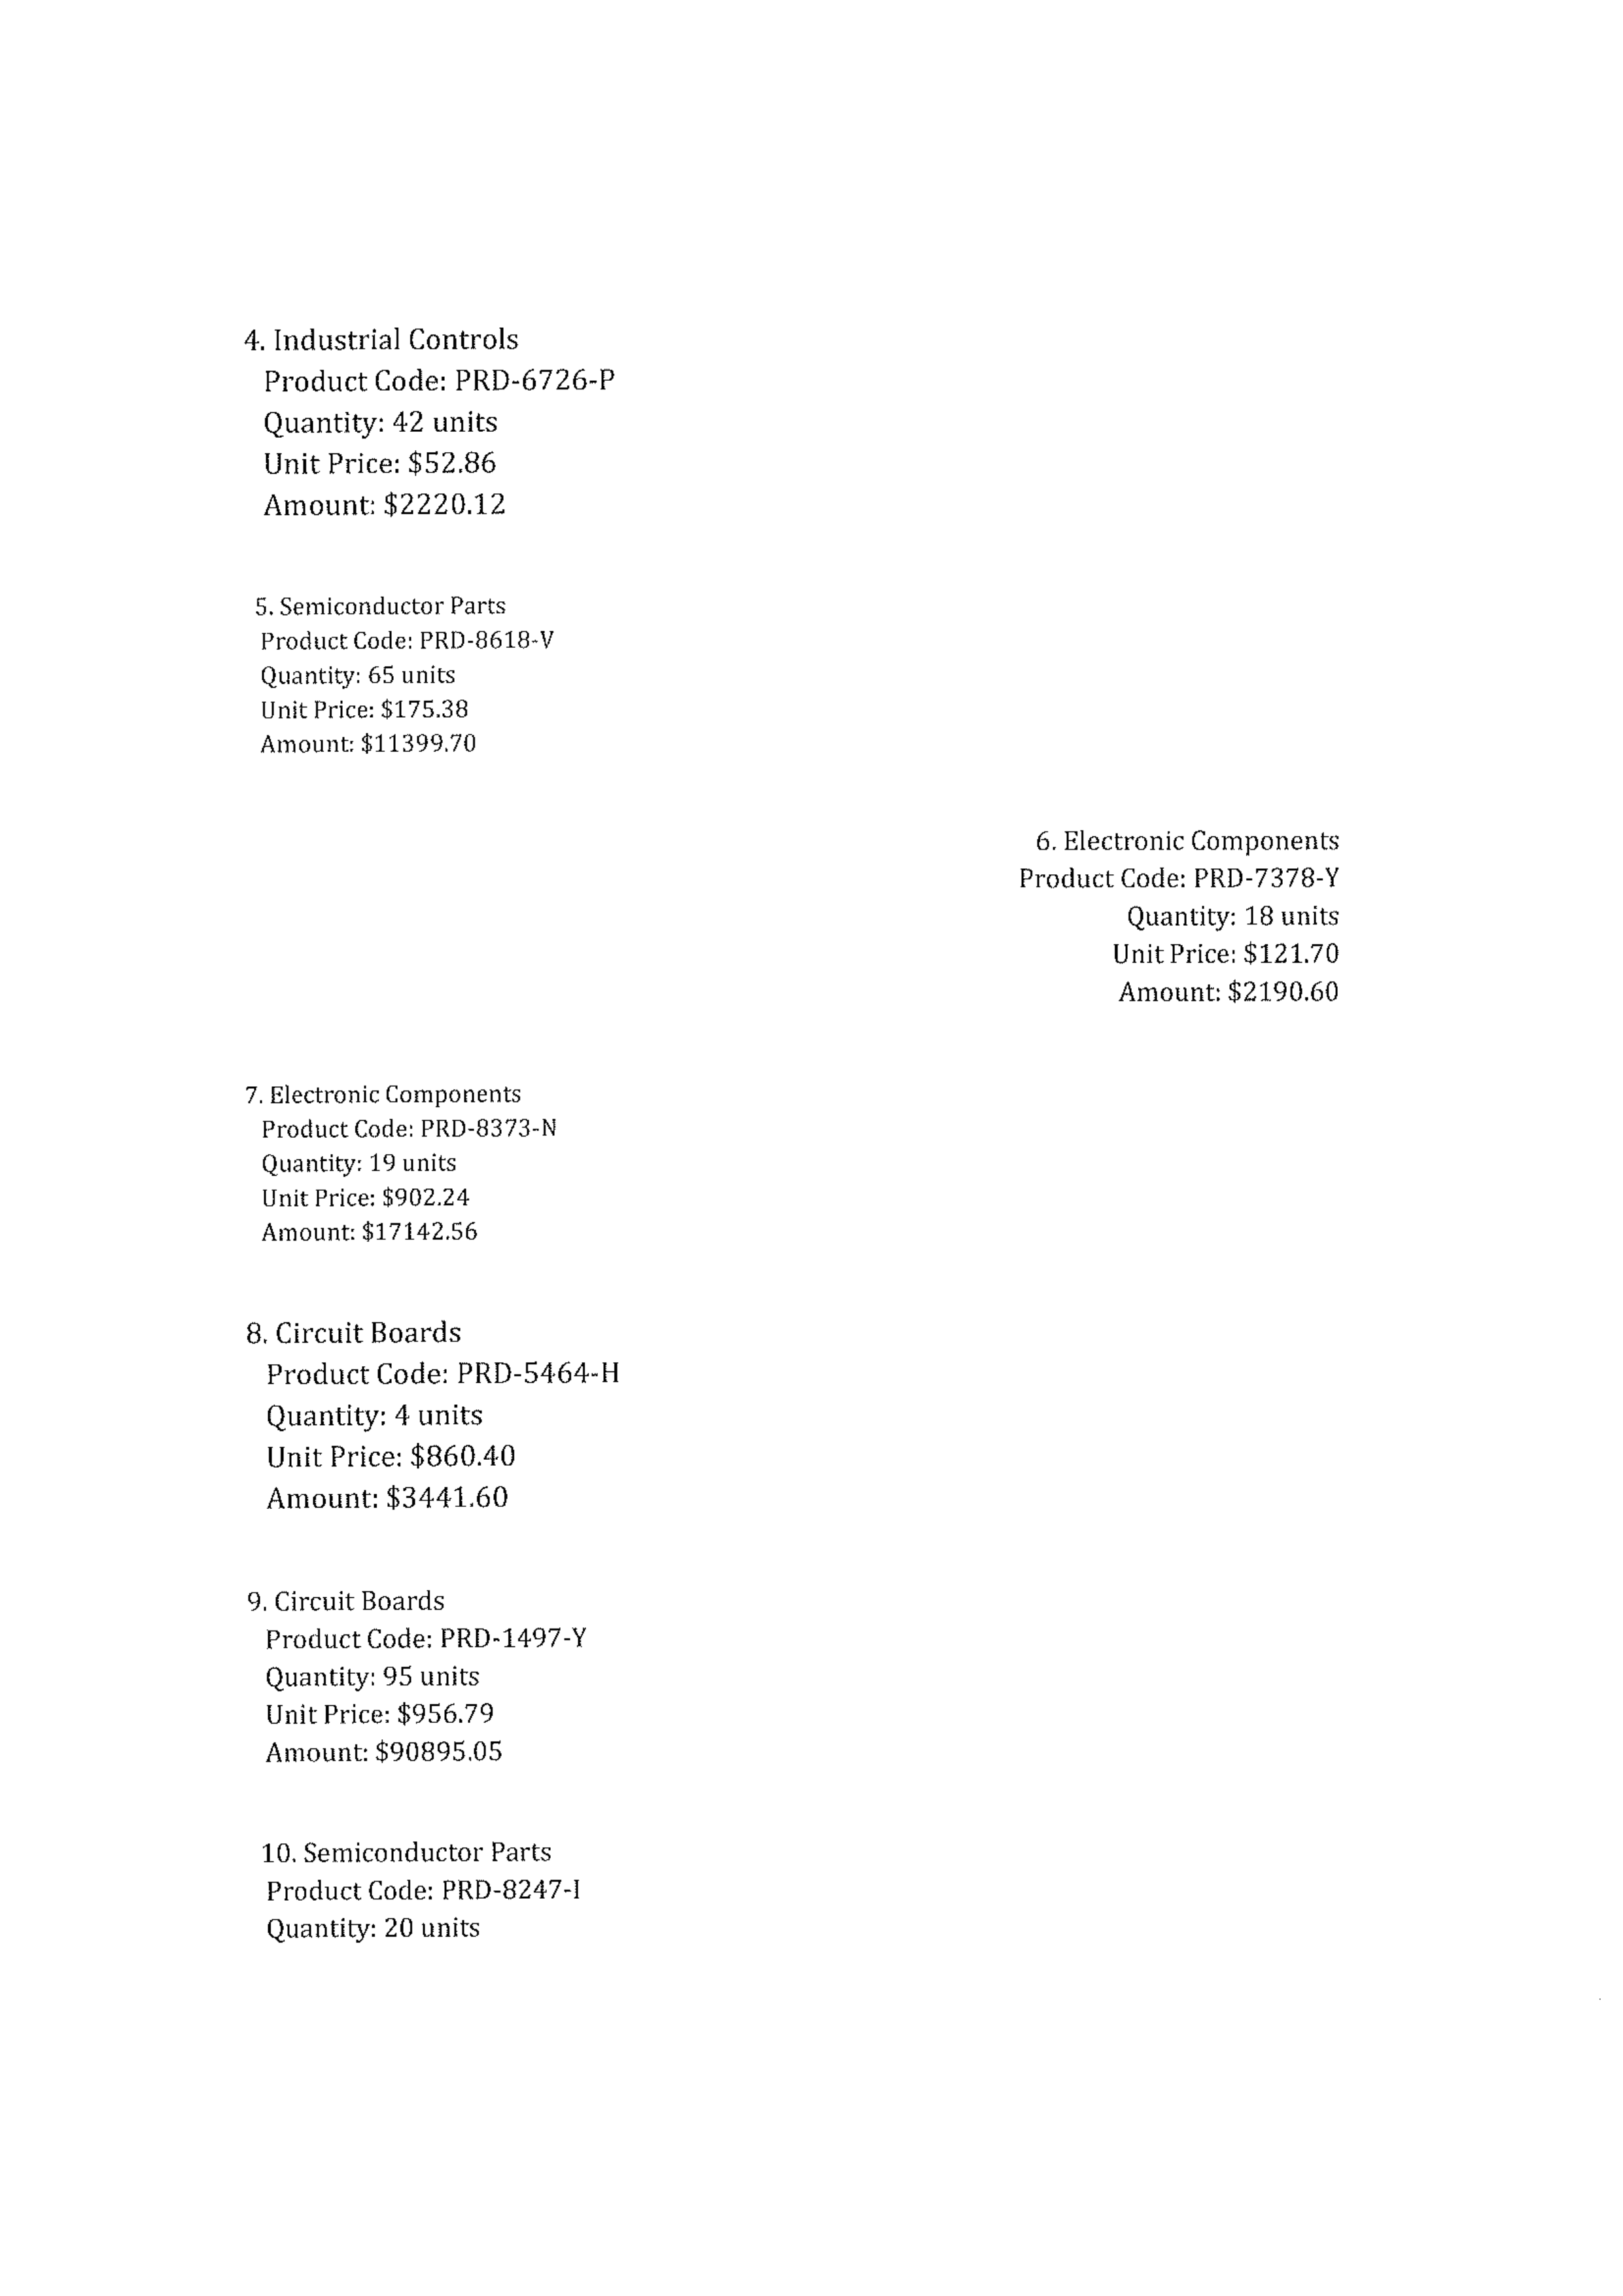 4. Industrial Controls
Product Code: PRD-6726-P
Quantity: 42 units
Unit Price: $52.86
Amount: $2220.12
5. Semiconductor Parts
Product Code: PRD-8618-V
Quantity: 65 units
Unit Price: $175.38
Amount: $11399.70
6. Electronic Components
Product Code: PRD-7378-Y
Quantity: 18 units
Unit Price: $121.70
Amount: $2190.60
7. Electronic Components
Product Code: PRD-8373-N
Quantity: 19 units
Unit Price: $902.24
Amount: $17142.56
8. Circuit Boards
Product Code: PRD-5464-H
Quantity: 4 units
Unit Price: $860.40
Amount: $3441.60
9. Circuit Boards
Product Code: PRD-1497-Y
Quantity: 95 units
Unit Price: $956.79
Amount: $90895.05
10. Semiconductor Parts
Product Code: PRD-8247-I
Quantity: 20 units